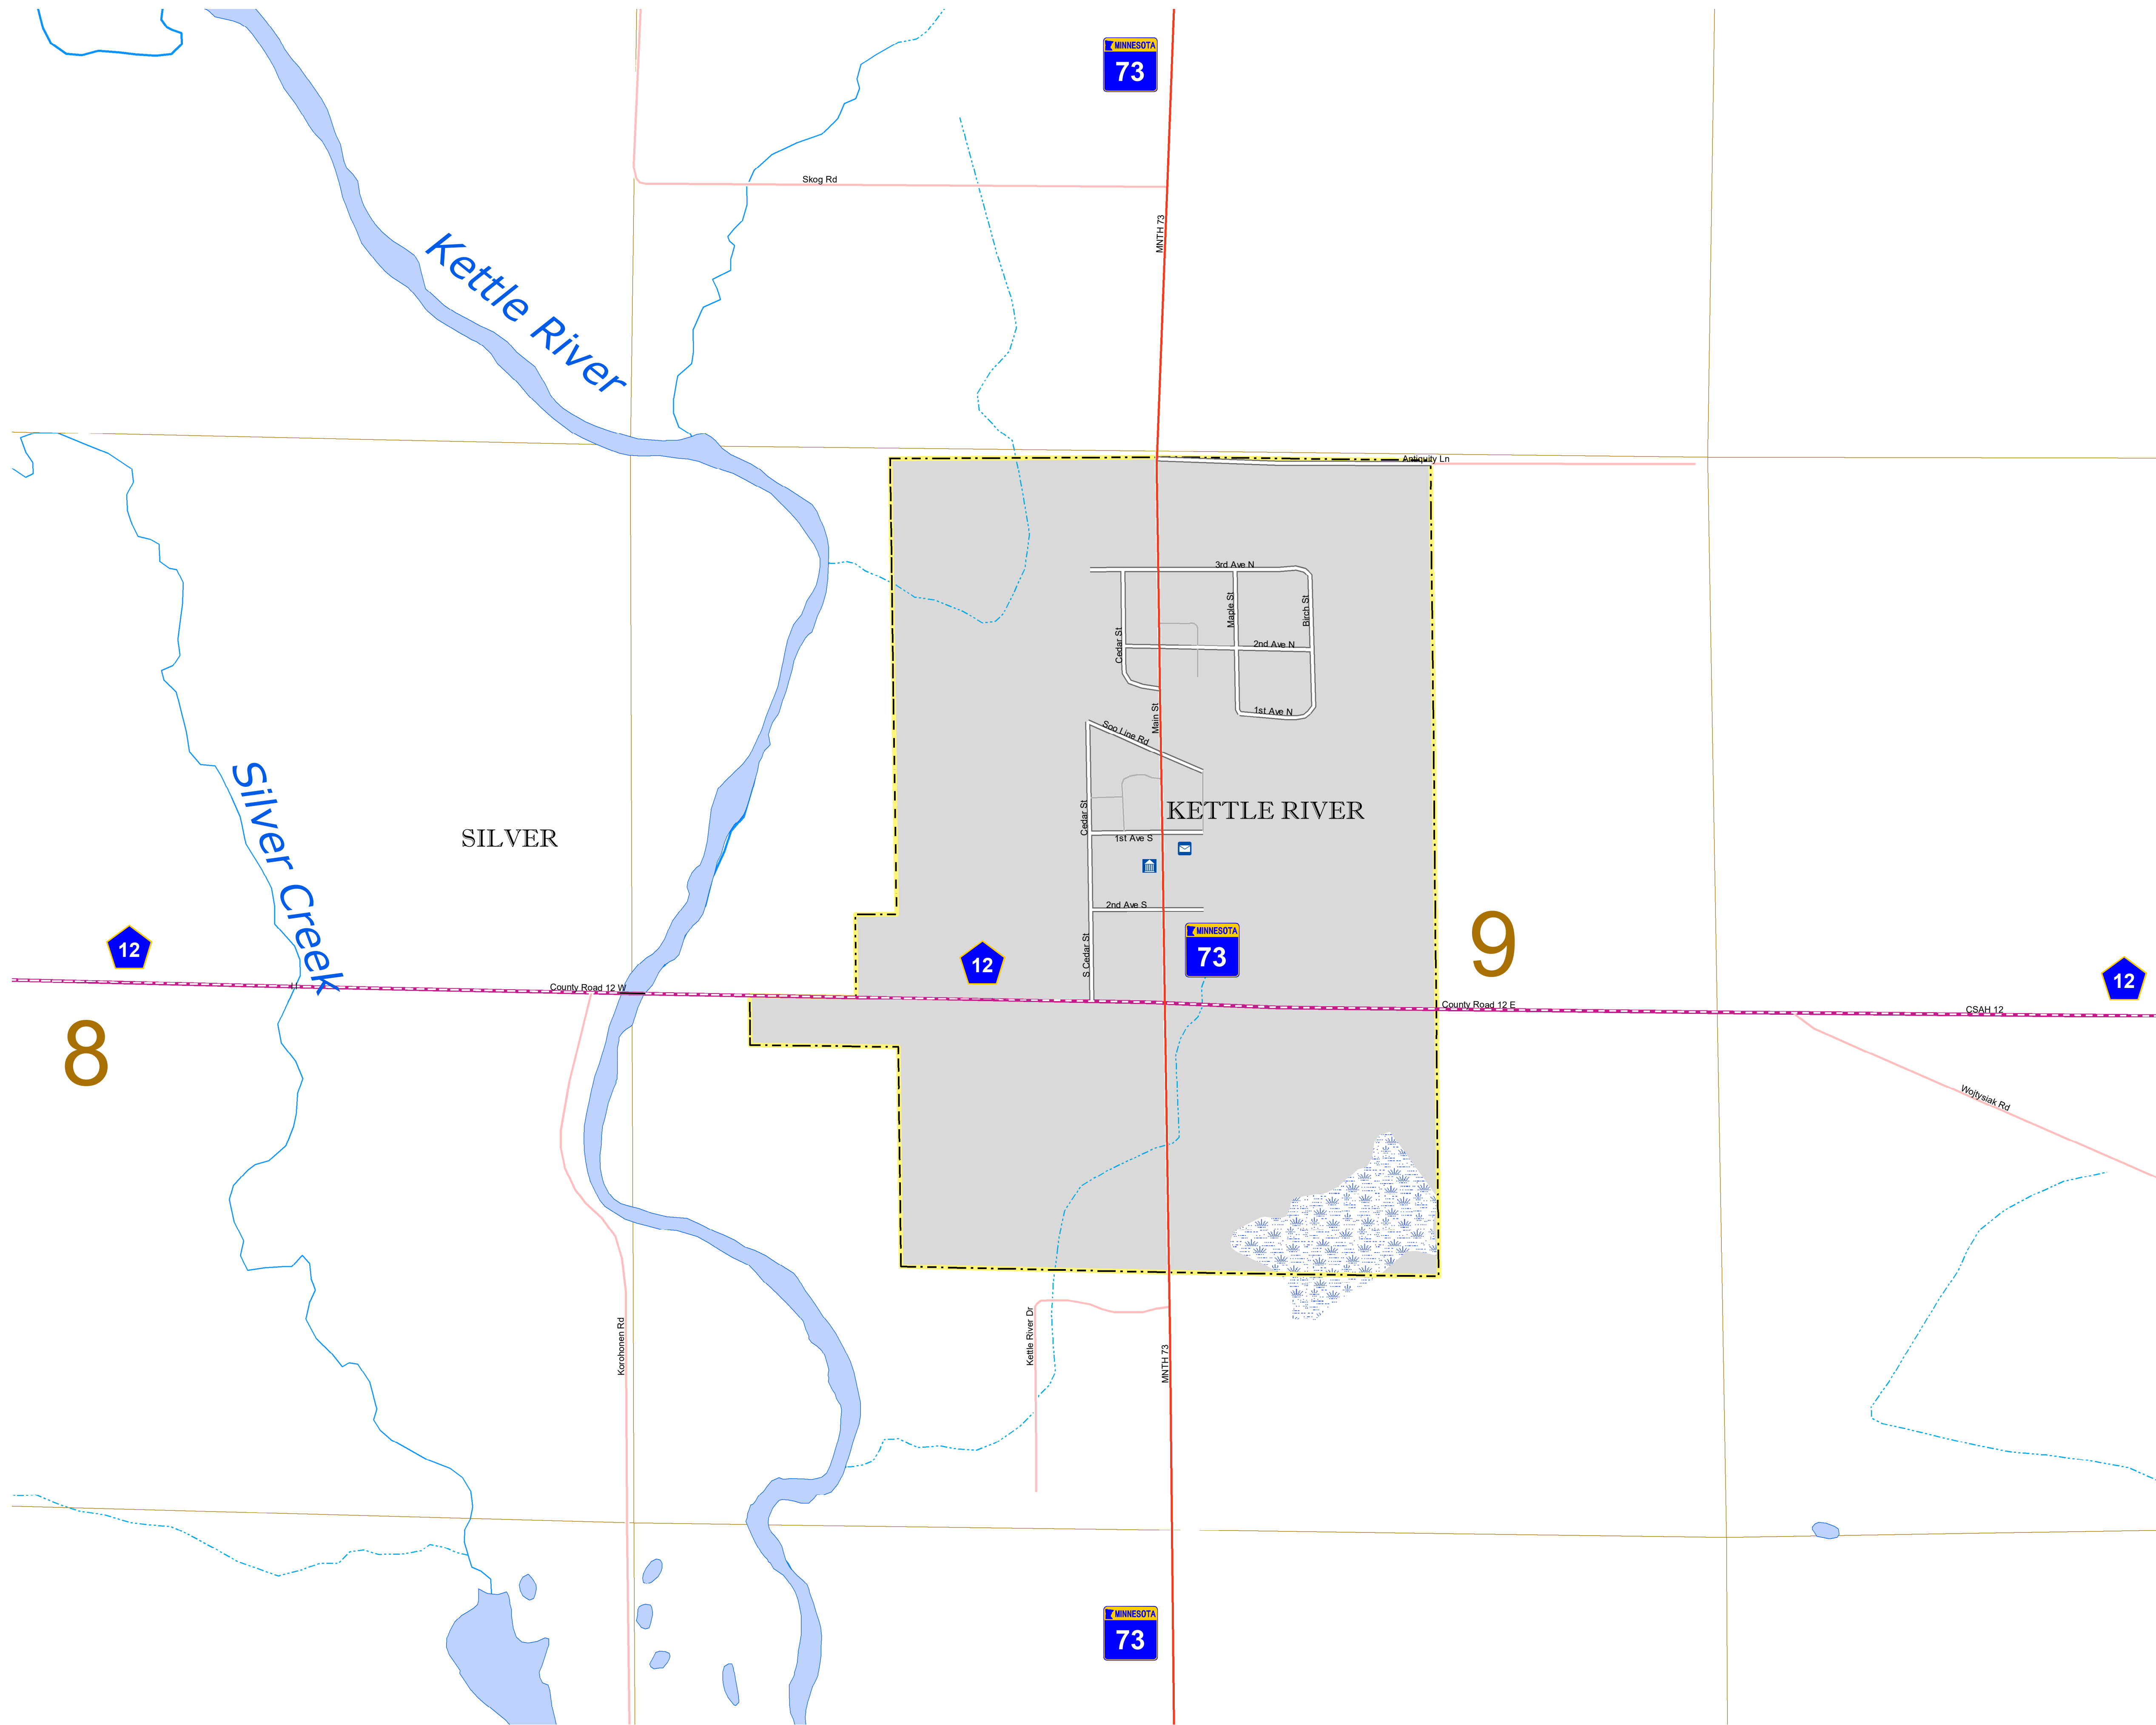 MINNESOTA
73
Skog Rd
MNTH 73
Kettle River
Antiquity Ln
3rd Ave N
Maple St
Birch St
Cedar St
2nd Ave N
1st Ave N
Main St
Soo Line Rd
Silver Creek
SILVER
KETTLE RIVER
Cedar St
1st Ave S
2nd Ave S
S Cedar St
MINNESOTA
73
9
12
12
12
County Road 12 W
County Road 12 E
CSAH 12
8
Wojtysiak Rd
Korohonen Rd
Kettle River Dr
MNTH 73
MINNESOTA
73